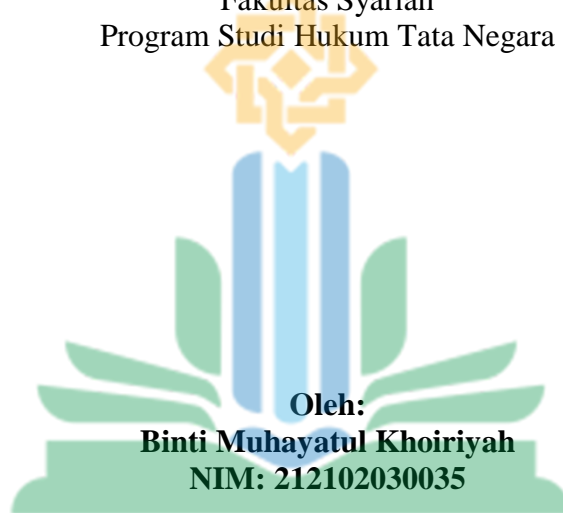 Fakultas Syariah
Program Studi Hukum Tata Negara
Oleh:
Binti Muhayatul Khoiriyah
NIM: 212102030035